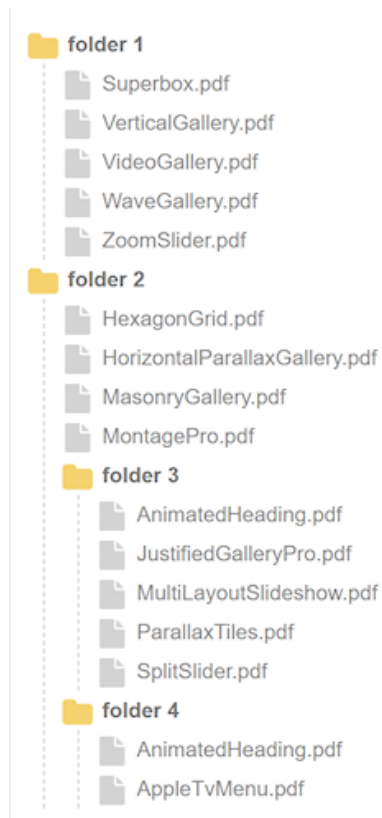 folder 1
Superbox.pdf
VerticalGallery.pdf
VideoGallery.pdf
WaveGallery.pdf
ZoomSlider.pdf
folder 2
HexagonGrid.pdf
HorizontalParallaxGallery.pdf
MasonryGallery.pdf
MontagePro.pdf
folder 3
AnimatedHeading.pdf
JustifiedGalleryPro.pdf
MultiLayoutSlideshow.pdf
ParallaxTiles.pdf
SplitSlider.pdf
folder 4
AnimatedHeading.pdf
AppleTvMenu.pdf